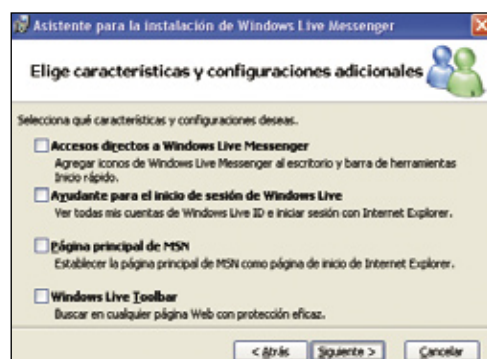 Asistente para la instalación de Windows Live Messenger
Elige características y configuraciones adicionales
Selecciona qué características y configuraciones deseas.
Accesos directos a Windows Live Messenger
Agregar iconos de Windows Live Messenger al escritorio y barra de herramientas
Inicio rápido.
Ayudante para el inicio de sesión de Windows Live
Ver todas mis cuentas de Windows Live ID e iniciar sesión con Internet Explorer.
Página principal de MSN
Establecer la página principal de MSN como página de inicio de Internet Explorer.
Windows Live Toolbar
Buscar en cualquier página Web con protección eficaz.
< Atrás Siguiente > Cancelar